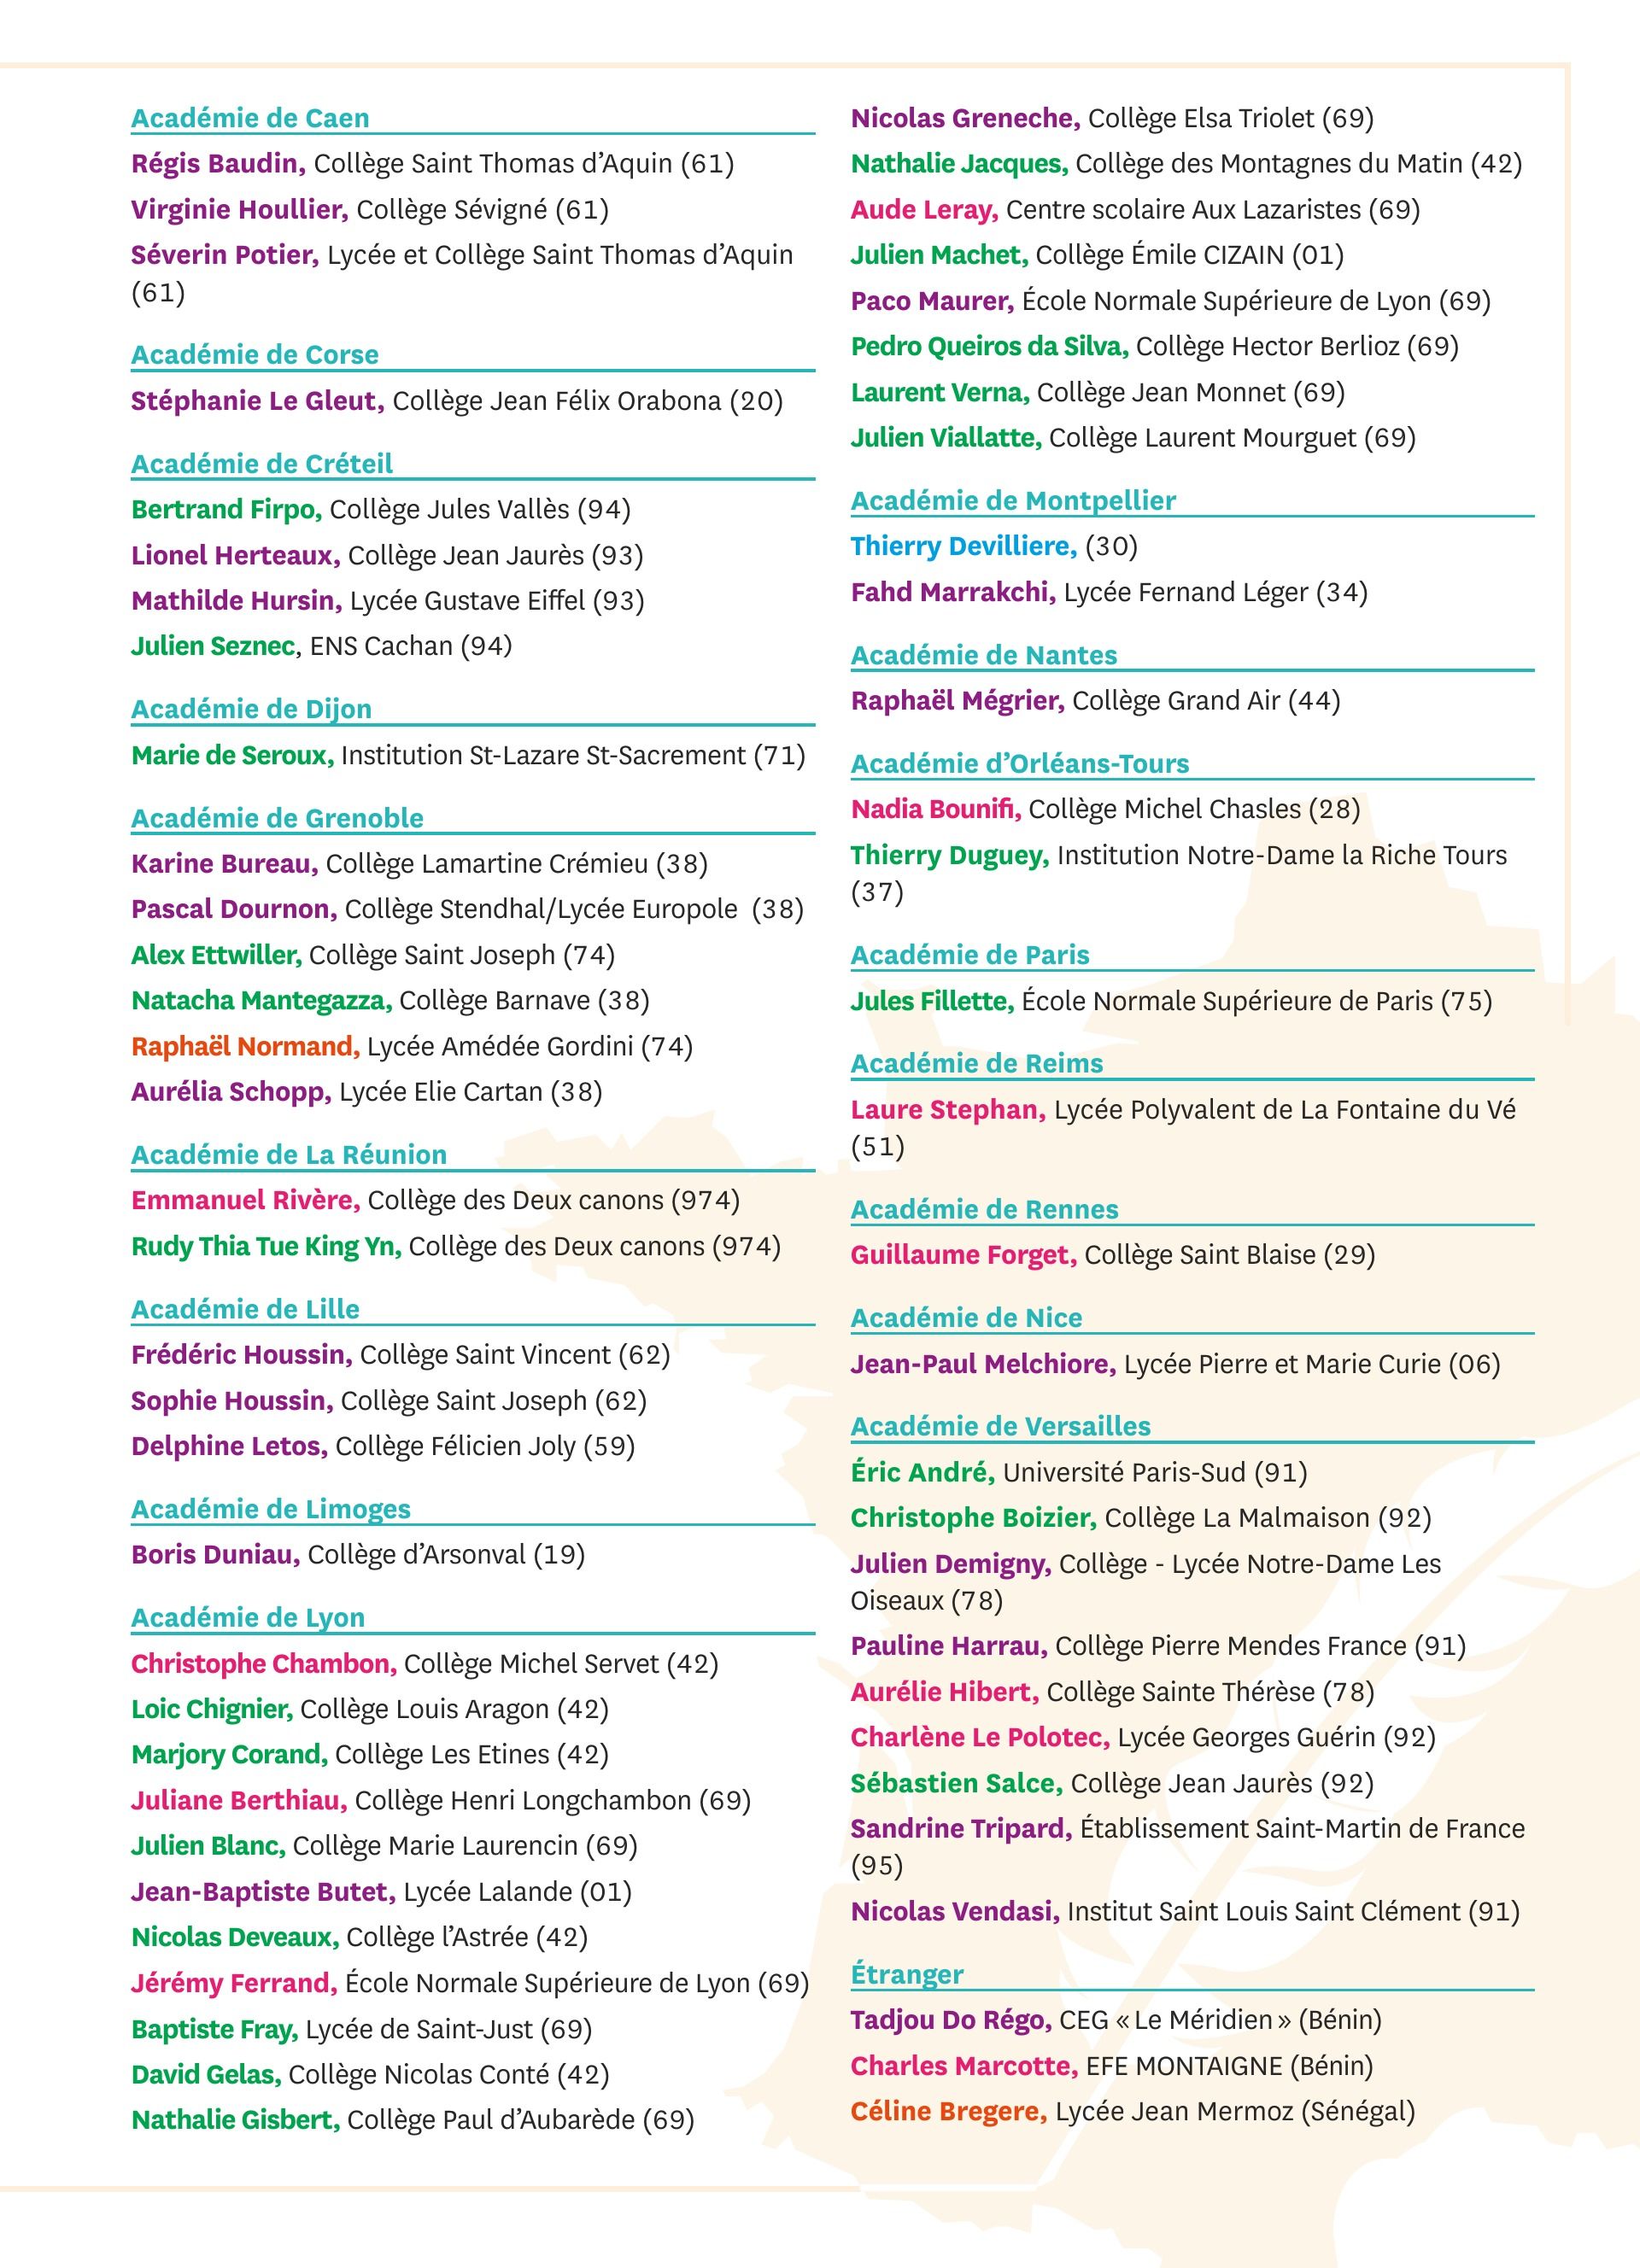 Académie de Caen
Régis Baudin, Collège Saint Thomas d’Aquin (61)
Virginie Houllier, Collège Sévigné (61)
Séverin Potier, Lycée et Collège Saint Thomas d’Aquin
(61)
Académie de Corse
Stéphanie Le Gleut, Collège Jean Félix Orabona (20)
Académie de Créteil
Bertrand Firpo, Collège Jules Vallès (94)
Lionel Herteaux, Collège Jean Jaurès (93)
Mathilde Hursin, Lycée Gustave Eiffel (93)
Julien Seznec, ENS Cachan (94)
Académie de Dijon
Marie de Seroux, Institution St-Lazare St-Sacrement (71)
Académie de Grenoble
Karine Bureau, Collège Lamartine Crémieu (38)
Pascal Dournon, Collège Stendhal/Lycée Europole (38)
Alex Ettwiller, Collège Saint Joseph (74)
Natacha Mantegazza, Collège Barnave (38)
Raphaël Normand, Lycée Amédée Gordini (74)
Aurélia Schopp, Lycée Elie Cartan (38)
Académie de La Réunion
Emmanuel Rivère, Collège des Deux canons (974)
Rudy Thia Tue King Yn, Collège des Deux canons (974)
Académie de Lille
Frédéric Houssin, Collège Saint Vincent (62)
Sophie Houssin, Collège Saint Joseph (62)
Delphine Letos, Collège Félicien Joly (59)
Académie de Limoges
Boris Duniau, Collège d’Arsonval (19)
Académie de Lyon
Christophe Chambon, Collège Michel Servet (42)
Loic Chignier, Collège Louis Aragon (42)
Marjory Corand, Collège Les Etines (42)
Juliane Berthiau, Collège Henri Longchambon (69)
Julien Blanc, Collège Marie Laurencin (69)
Jean-Baptiste Butet, Lycée Lalande (01)
Nicolas Deveaux, Collège l’Astrée (42)
Jérémy Ferrand, École Normale Supérieure de Lyon (69)
Baptiste Fray, Lycée de Saint-Just (69)
David Gelas, Collège Nicolas Conté (42)
Nathalie Gisbert, Collège Paul d’Aubarède (69)
Nicolas Greneche, Collège Elsa Triolet (69)
Nathalie Jacques, Collège des Montagnes du Matin (42)
Aude Leray, Centre scolaire Aux Lazaristes (69)
Julien Machet, Collège Émile CIZAIN (01)
Paco Maurer, École Normale Supérieure de Lyon (69)
Pedro Queiros da Silva, Collège Hector Berlioz (69)
Laurent Verna, Collège Jean Monnet (69)
Julien Viallatte, Collège Laurent Mourguet (69)
Académie de Montpellier
Thierry Devilliere, (30)
Fahd Marrakchi, Lycée Fernand Léger (34)
Académie de Nantes
Raphaël Mégrier, Collège Grand Air (44)
Académie d’Orléans-Tours
Nadia Bounifi, Collège Michel Chasles (28)
Thierry Duguey, Institution Notre-Dame la Riche Tours
(37)
Académie de Paris
Jules Fillette, École Normale Supérieure de Paris (75)
Académie de Reims
Laure Stephan, Lycée Polyvalent de La Fontaine du Vé
(51)
Académie de Rennes
Guillaume Forget, Collège Saint Blaise (29)
Académie de Nice
Jean-Paul Melchiore, Lycée Pierre et Marie Curie (06)
Académie de Versailles
Éric André, Université Paris-Sud (91)
Christophe Boizier, Collège La Malmaison (92)
Julien Demigny, Collège - Lycée Notre-Dame Les
Oiseaux (78)
Pauline Harrau, Collège Pierre Mendes France (91)
Aurélie Hibert, Collège Sainte Thérèse (78)
Charlène Le Polotec, Lycée Georges Guérin (92)
Sébastien Salce, Collège Jean Jaurès (92)
Sandrine Tripard, Établissement Saint-Martin de France
(95)
Nicolas Vendasi, Institut Saint Louis Saint Clément (91)
Étranger
Tadjou Do Régo, CEG « Le Méridien » (Bénin)
Charles Marcotte, EFE MONTAIGNE (Bénin)
Céline Bregere, Lycée Jean Mermoz (Sénégal)